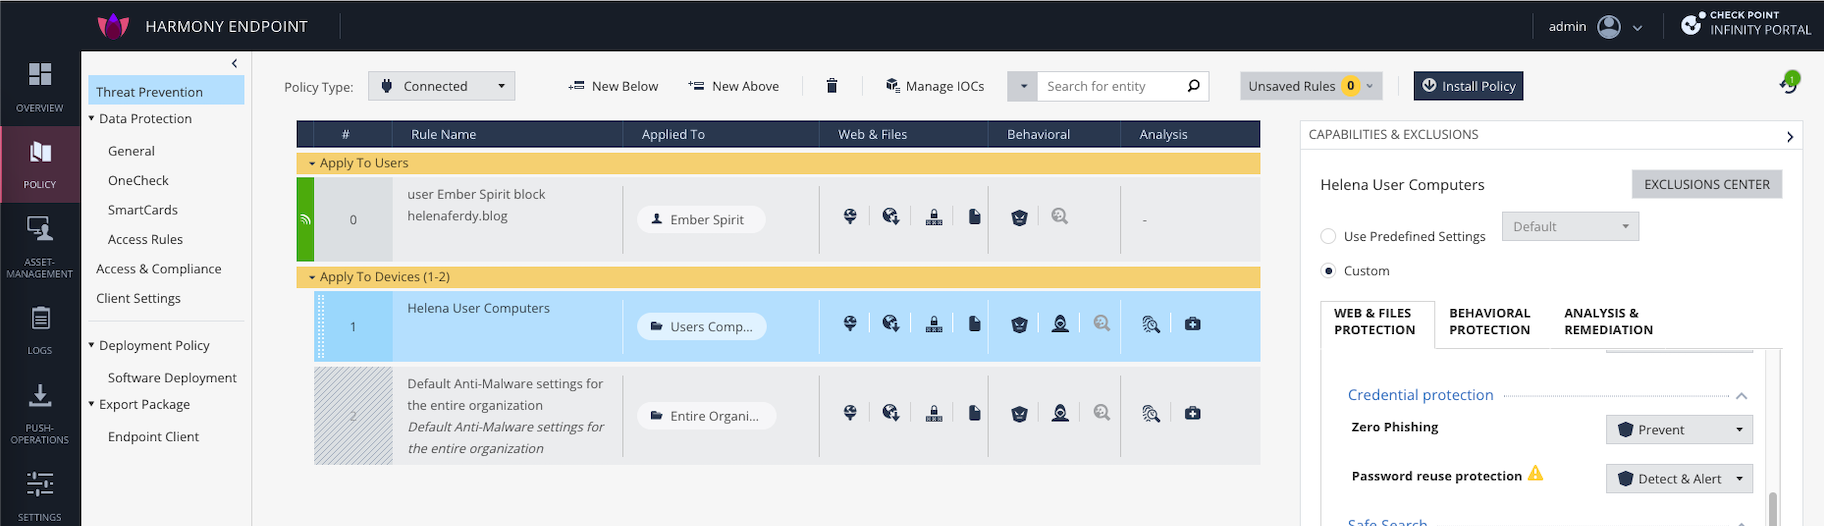 HARMONY ENDPOINT
admin
CHECK POINT
INFINITY PORTAL
OVERVIEW
POLICY
ASSET-
MANAGEMENT
LOGS
PUSH-
OPERATIONS
SETTINGS
Threat Prevention
Data Protection
General
OneCheck
SmartCards
Access Rules
Access & Compliance
Client Settings
Deployment Policy
Software Deployment
Export Package
Endpoint Client
Policy Type: Connected New Below New Above Manage IOCs Search for entity Unsaved Rules 0 Install Policy 1
# Rule Name Applied To Web & Files Behavioral Analysis
Apply To Users
0
user Ember Spirit block
helenaferdy.blog
Ember Spirit
-
Apply To Devices (1-2)
1
Helena User Computers
Users Comp...
2
Default Anti-Malware settings for
the entire organization
Default Anti-Malware settings for
the entire organization
Entire Organi...
CAPABILITIES & EXCLUSIONS
Helena User Computers
EXCLUSIONS CENTER
Use Predefined Settings
Default
Custom
WEB & FILES
PROTECTION
BEHAVIORAL
PROTECTION
ANALYSIS &
REMEDIATION
Credential protection
Zero Phishing
Prevent
Password reuse protection
Detect & Alert
Safe Search